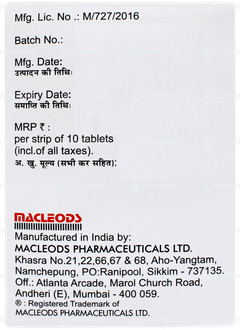 Mfg. Lic. No .: M/727/2016
Batch No.:
Mfg. Date:
उत्पादन की तिथि:
Expiry Date:
समाप्ति की तिथि:
MRP ₹ :
per strip of 10 tablets
(incl.of all taxes).
अ. खु. मूल्य (सभी कर सहित):
MACLEODS
Manufactured in India by:
MACLEODS PHARMACEUTICALS LTD.
Khasra No.21,22,66,67 & 68, Aho-Yangtam,
Namchepung, PO:Ranipool, Sikkim - 737135.
Off.: Atlanta Arcade, Marol Church Road,
Andheri (E), Mumbai - 400 059.
® : Registered Trademark of
MACLEODS PHARMACEUTICALS LTD.